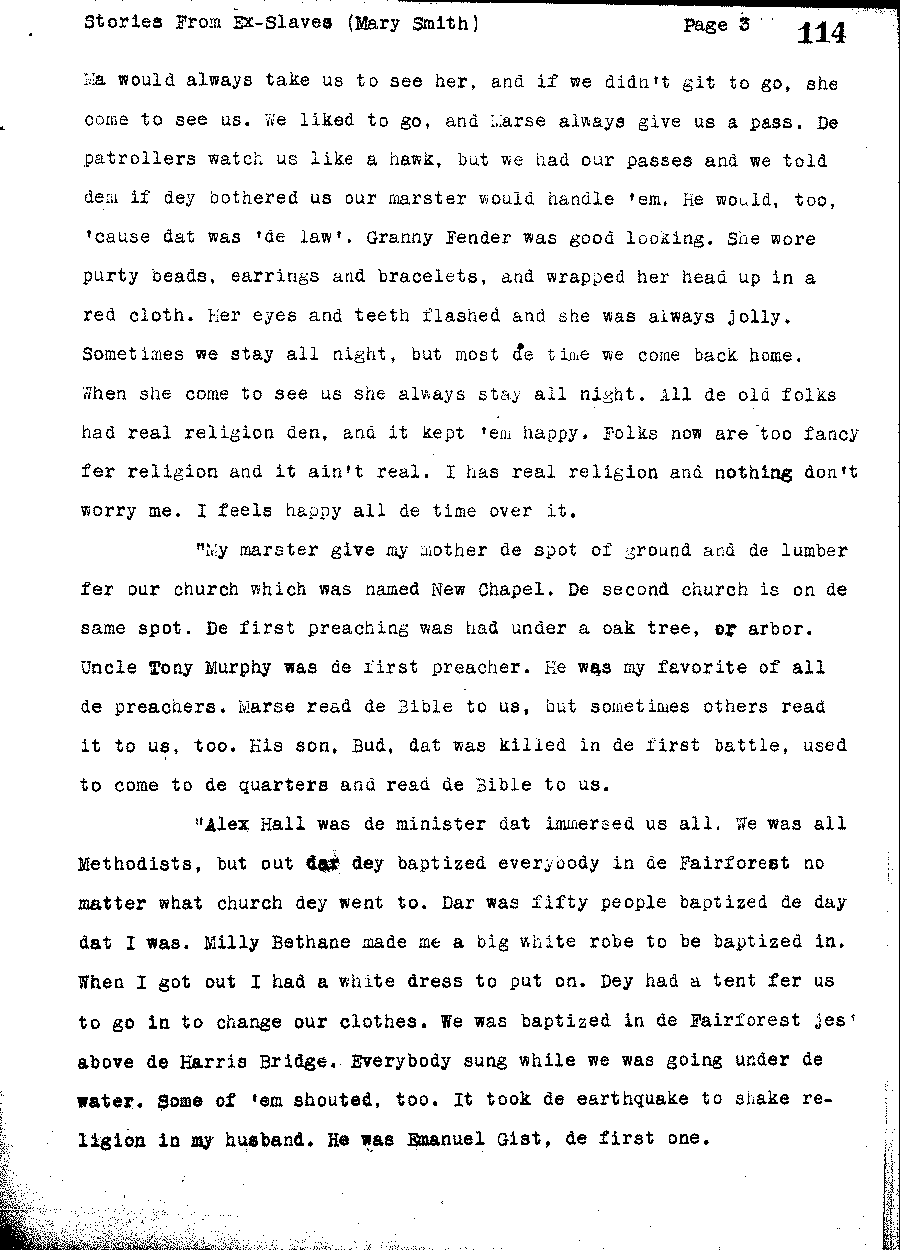 Stories From Ex-Slaves (Mary Smith) Page 3 114
Ma would always take us to see her, and if we didn't git to go, she
come to see us. We liked to go, and Marse always give us a pass. De
patrollers watch us like a hawk, but we had our passes and we told
dem if dey bothered us our marster would handle 'em. He would, too,
'cause dat was 'de law'. Granny Fender was good looking. She wore
purty beads, earrings and bracelets, and wrapped her head up in a
red cloth. Her eyes and teeth flashed and she was always jolly.
Sometimes we stay all night, but most de time we come back home.
When she come to see us she always stay all night. All de old folks
had real religion den, and it kept 'em happy. Folks now are too fancy
fer religion and it ain't real. I has real religion and nothing don't
worry me. I feels happy all de time over it.
"My marster give my mother de spot of ground and de lumber
fer our church which was named New Chapel. De second church is on de
same spot. De first preaching was had under a oak tree, or arbor.
Uncle Tony Murphy was de first preacher. He was my favorite of all
de preachers. Marse read de Bible to us, but sometimes others read
it to us, too. His son, Bud, dat was killed in de first battle, used
to come to de quarters and read de Bible to us.
"Alex Hall was de minister dat immersed us all. We was all
Methodists, but out dar dey baptized everybody in de Fairforest no
matter what church dey went to. Dar was fifty people baptized de day
dat I was. Milly Bethane made me a big white robe to be baptized in.
When I got out I had a white dress to put on. Dey had a tent fer us
to go in to change our clothes. We was baptized in de Fairforest jes'
above de Harris Bridge. Everybody sung while we was going under de
water. Some of 'em shouted, too. It took de earthquake to shake re-
ligion in my husband. He was Emanuel Gist, de first one.